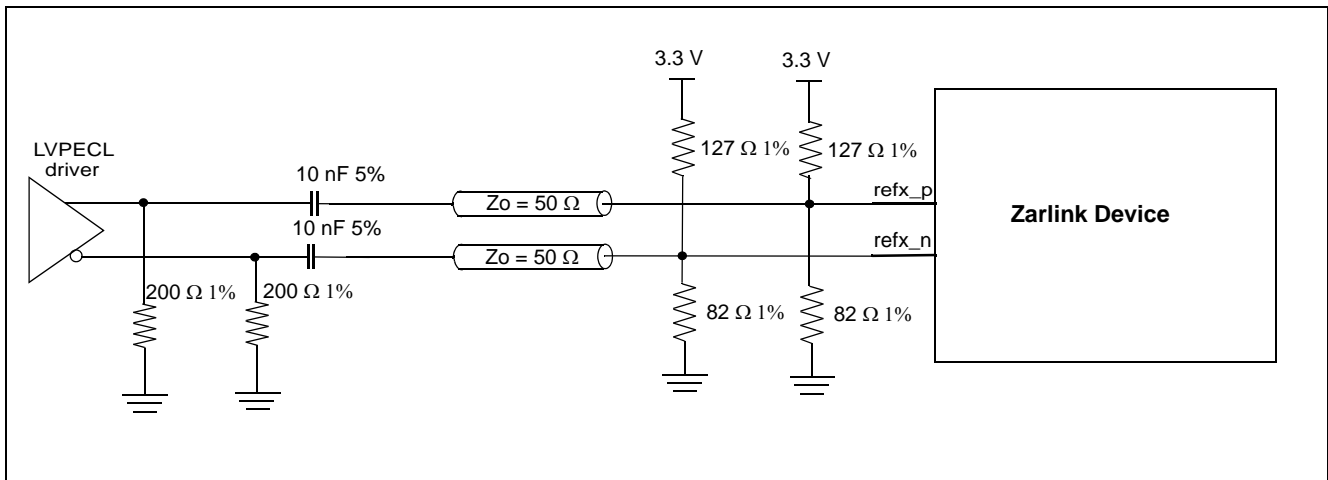 3.3 V
3.3 V
LVPECL
driver
127 Ω 1%
127 Ω 1%
10 nF 5%
refx_p
Zo = 50 Ω
Zarlink Device
10 nF 5%
refx_n
Zo = 50 Ω
200 Ω 1%
200 Ω 1%
82 Ω 1%
82 Ω 1%